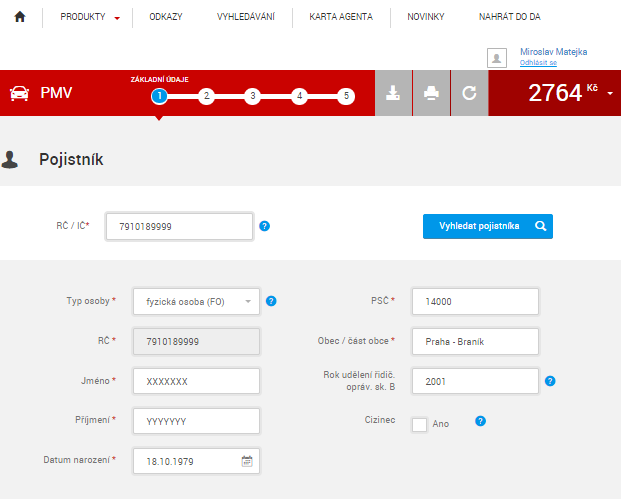 PRODUKTY ODKAZY VYHLEDÁVÁNÍ KARTA AGENTA NOVINKY NAHRÁT DO DA
Miroslav Matejka
Odhlásit se
ZÁKLADNÍ ÚDAJE
PMV 1 2 3 4 5 2764 Kč
Pojistník
RČ / IČ* 7910189999 ? Vyhledat pojistníka
Typ osoby * fyzická osoba (FO) ? PSČ * 14000
RČ * 7910189999 Obec / část obce * Praha - Braník
Jméno * XXXXXXX Rok udělení řidič. opráv. sk. B 2001 ?
Příjmení * YYYYYYY Cizinec Ano ?
Datum narození * 18.10.1979